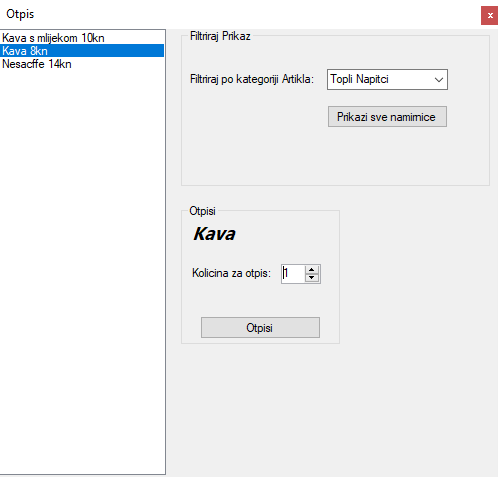 Otpis
x
Kava s mlijekom 10kn
Kava 8kn
Nesacffe 14kn
Filtriraj Prikaz
Filtriraj po kategoriji Artikla: Topli Napitci
Prikazi sve namirnice
Otpisi
Kava
Kolicina za otpis: 1
Otpisi